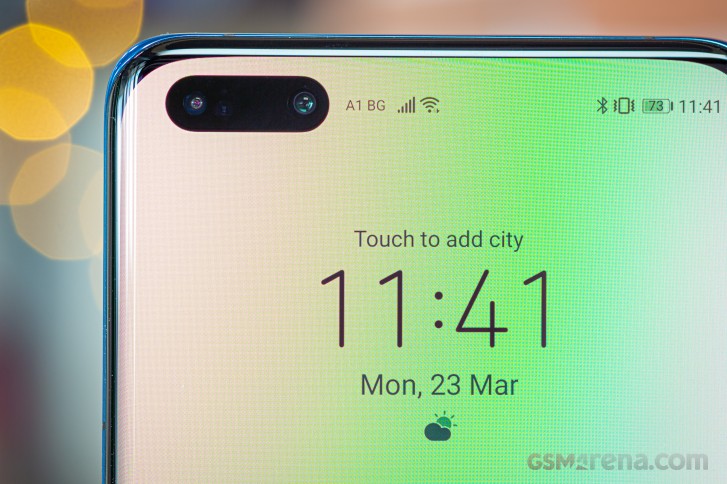 A1 BG 73 11:41
Touch to add city
11:41
Mon, 23 Mar
GSMarena.com